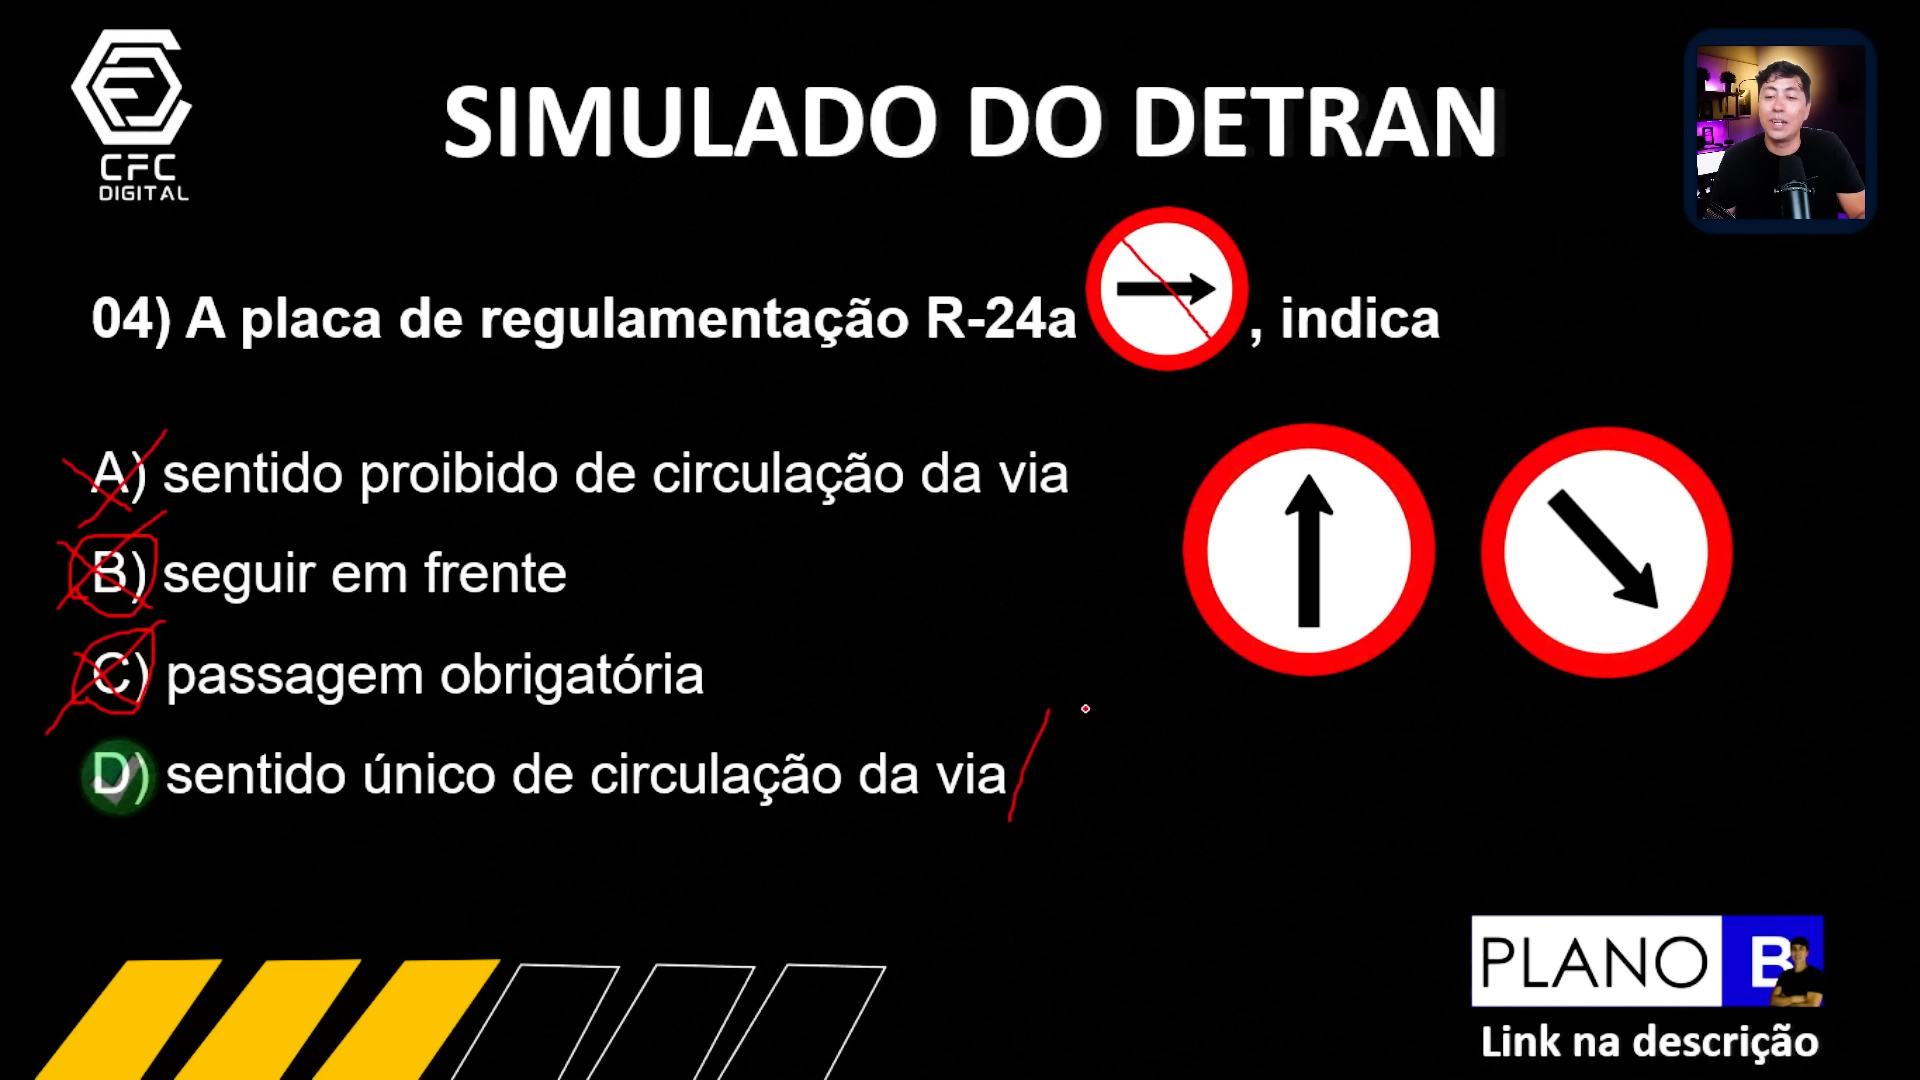 CFC
DIGITAL
SIMULADO DO DETRAN
04) A placa de regulamentação R-24a , indica
A) sentido proibido de circulação da via
B) seguir em frente
C) passagem obrigatória
D) sentido único de circulação da via
PLANO B
Link na descrição